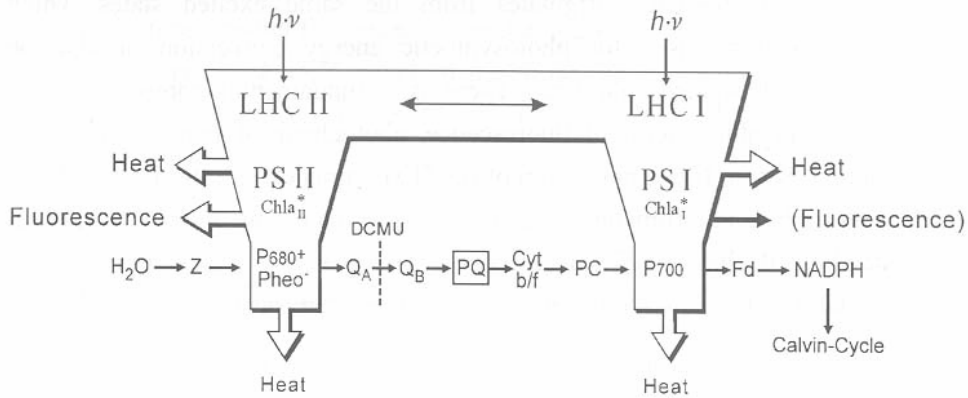 h·ν h·ν
LHC II LHC I
Heat PS II PS I Heat
Chla*II Chla*I
Fluorescence (Fluorescence)
DCMU
H2O Z P680+ QA QB PQ Cyt PC P700 Fd NADPH
Pheo- b/f
Calvin-Cycle
Heat Heat